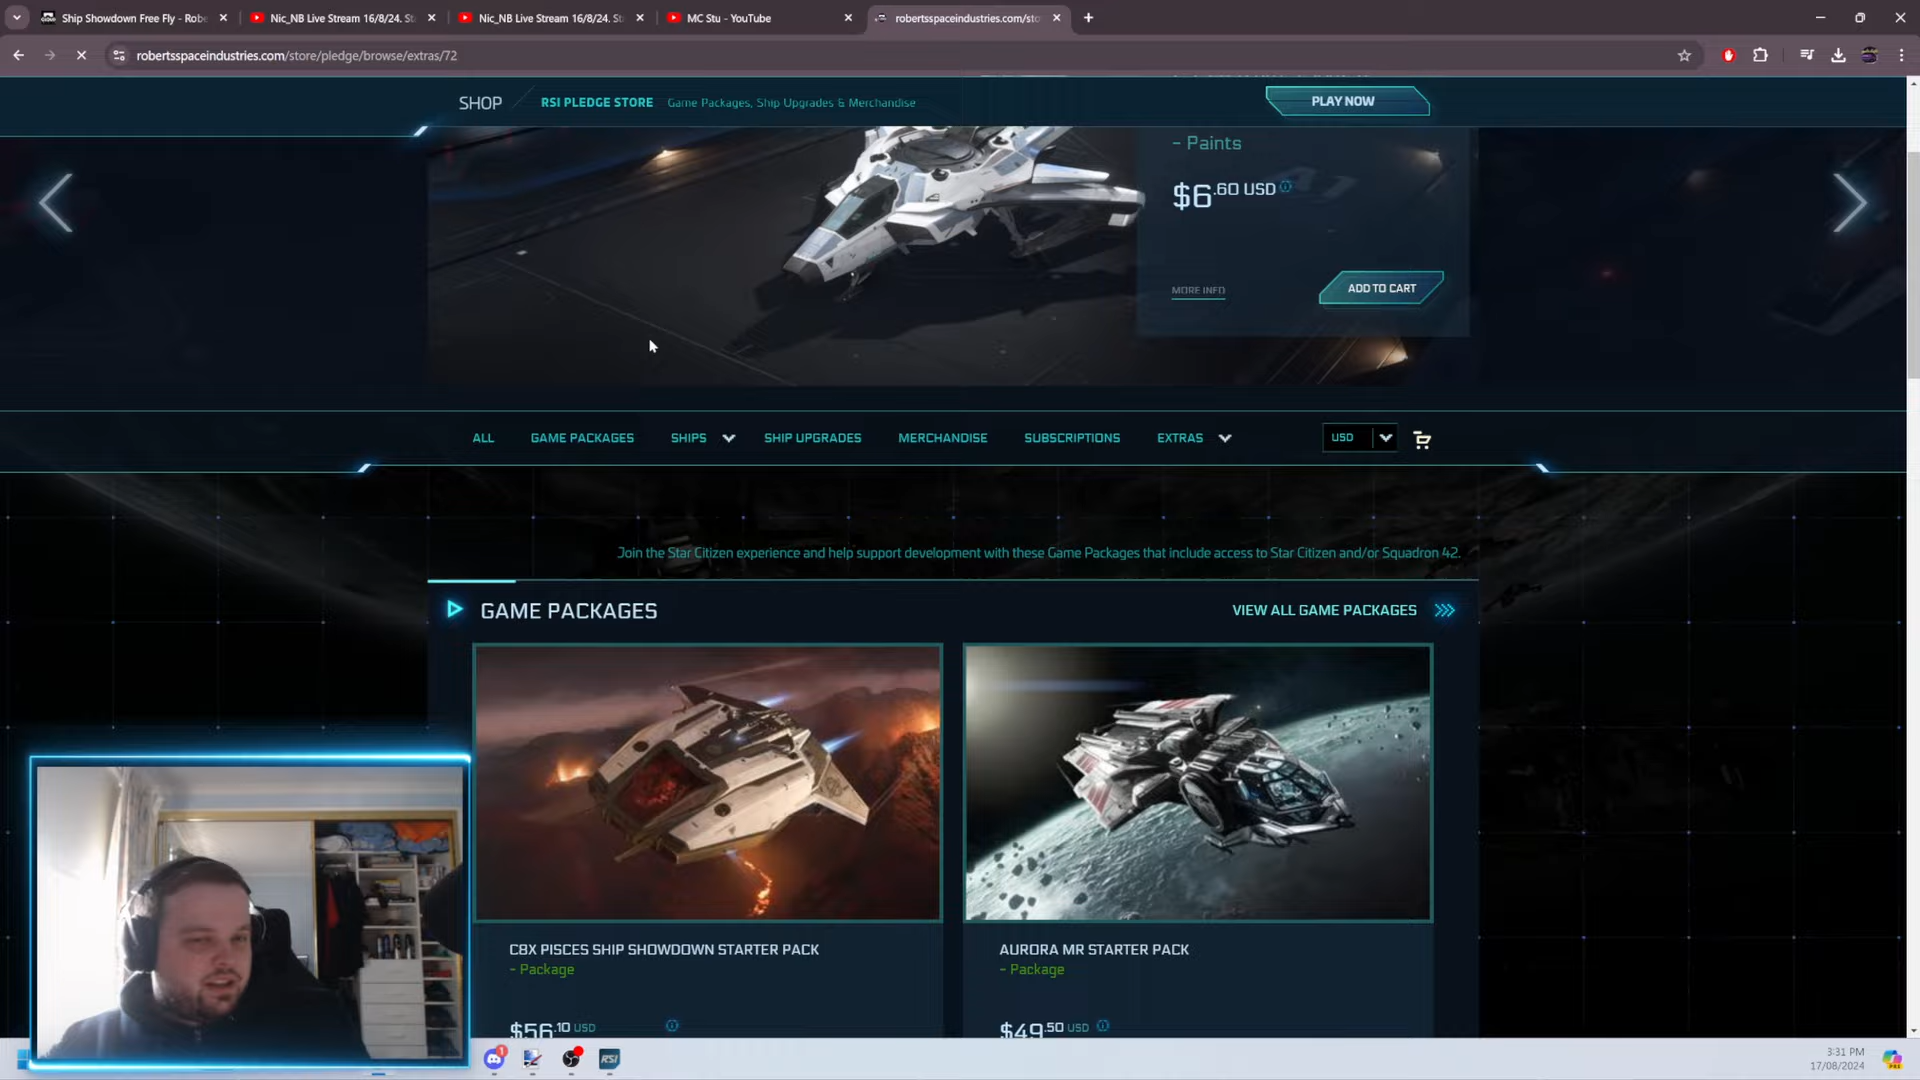 Ship Showdown Free Fly - Robe
Nic_NB Live Stream 16/8/24. St
Nic_NB Live Stream 16/8/24. St
MC Stu - YouTube
robertsspaceindustries.com/sto
robertsspaceindustries.com/store/pledge/browse/extras/72
SHOP
RSI PLEDGE STORE
Game Packages, Ship Upgrades & Merchandise
PLAY NOW
- Paints
$6.60 USD
MORE INFO
ADD TO CART
ALL
GAME PACKAGES
SHIPS
SHIP UPGRADES
MERCHANDISE
SUBSCRIPTIONS
EXTRAS
USD
Join the Star Citizen experience and help support development with these Game Packages that include access to Star Citizen and/or Squadron 42.
GAME PACKAGES
VIEW ALL GAME PACKAGES
C8X PISCES SHIP SHOWDOWN STARTER PACK
- Package
$56.10 USD
AURORA MR STARTER PACK
- Package
$49.50 USD
1
RSI
3:31 PM
17/08/2024